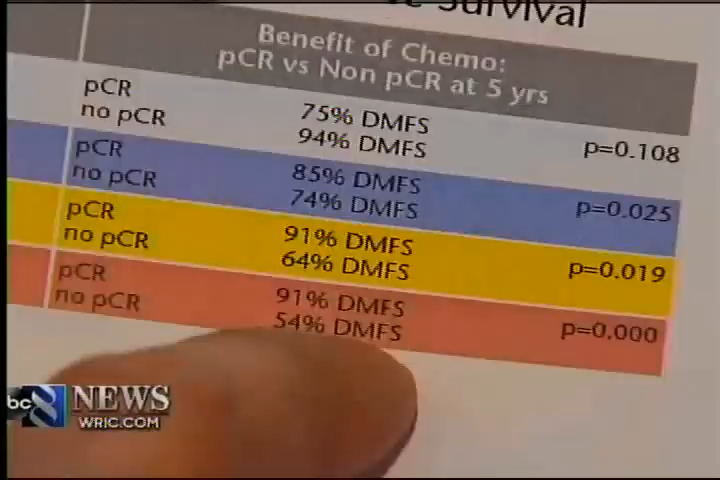 Survival
Benefit of Chemo:
pCR vs Non pCR at 5 yrs
pCR 75% DMFS
no pCR 94% DMFS p=0.108
pCR 85% DMFS
no pCR 74% DMFS p=0.025
pCR 91% DMFS
no pCR 64% DMFS p=0.019
pCR 91% DMFS
no pCR 54% DMFS p=0.000
abc 8 NEWS
WRIC.COM